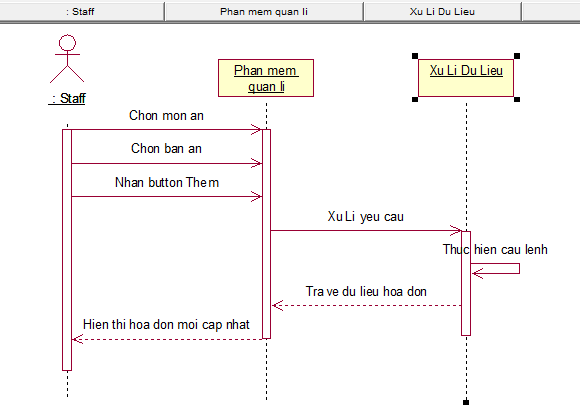 : Staff
Phan mem quan li
Xu Li Du Lieu
Phan mem
quan li
Xu Li Du Lieu
: Staff
Chon mon an
Chon ban an
Nhan button Them
Xu Li yeu cau
Thuc hien cau lenh
Tra ve du lieu hoa don
Hien thi hoa don moi cap nhat